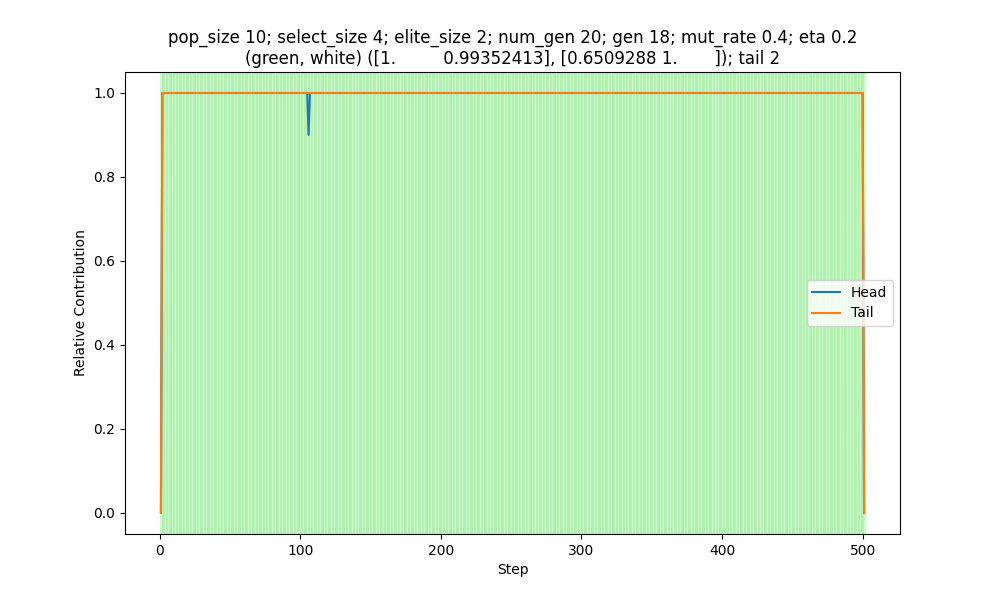 pop_size 10; select_size 4; elite_size 2; num_gen 20; gen 18; mut_rate 0.4; eta 0.2
(green, white) ([1.          0.99352413], [0.6509288 1.        ]); tail 2
1.0
0.8
0.6
0.4
0.2
0.0
Relative Contribution
Head
Tail
0
100
200
300
400
500
Step